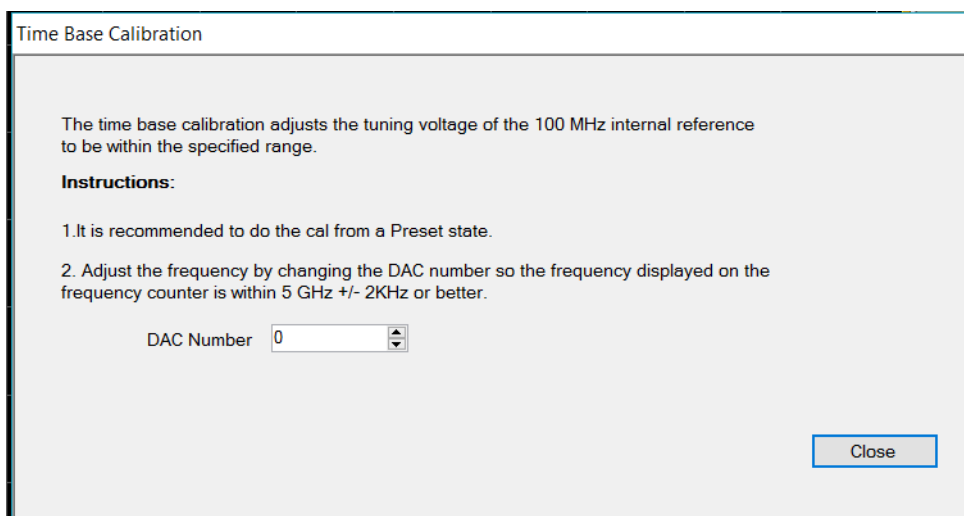 Time Base Calibration
The time base calibration adjusts the tuning voltage of the 100 MHz internal reference
to be within the specified range.
Instructions:
1.It is recommended to do the cal from a Preset state.
2. Adjust the frequency by changing the DAC number so the frequency displayed on the
frequency counter is within 5 GHz +/- 2KHz or better.
DAC Number 0
Close